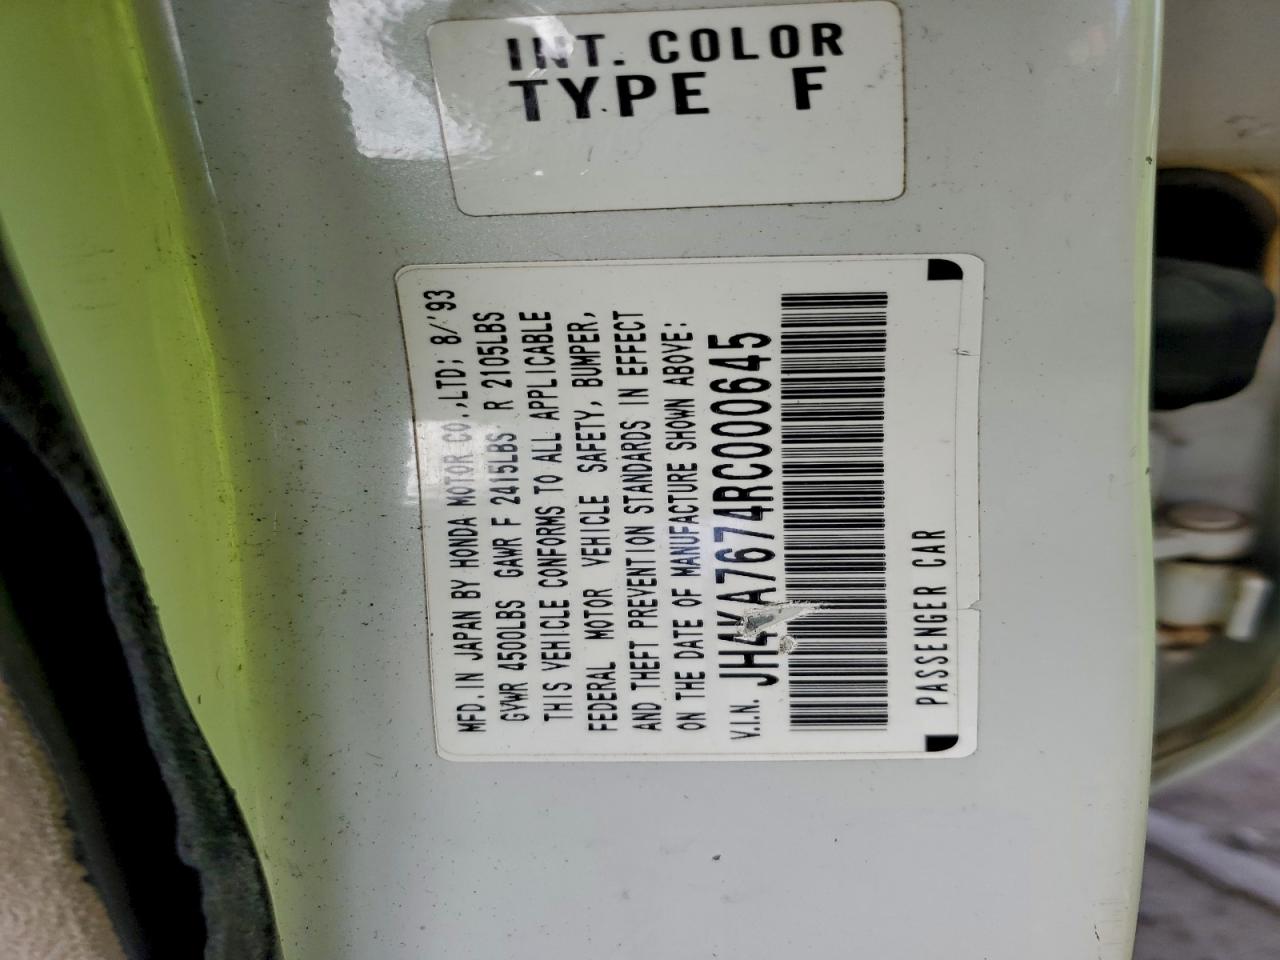 INT. COLOR
TYPE F
MFD. IN JAPAN BY HONDA MOTOR CO., LTD; 8/'93
GVWR 4500LBS GAWR F 2415LBS R 2105LBS
THIS VEHICLE CONFORMS TO ALL APPLICABLE
FEDERAL MOTOR VEHICLE SAFETY, BUMPER,
AND THEFT PREVENTION STANDARDS IN EFFECT
ON THE DATE OF MANUFACTURE SHOWN ABOVE:
V.I.N. JH4KA7674RC000645
PASSENGER CAR